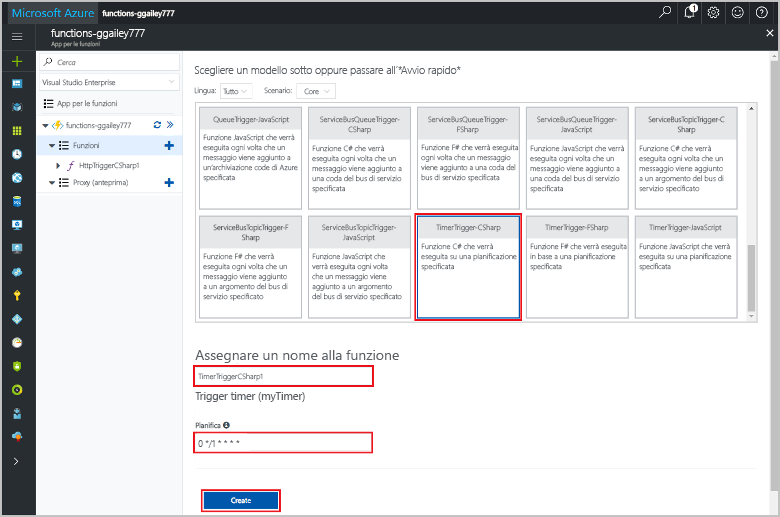 Microsoft Azure functions-ggailey777
1
functions-ggailey777
App per le funzioni
Cerca
Visual Studio Enterprise
App per le funzioni
functions-ggailey777
Funzioni
HttpTriggerCSharp1
Proxy (anteprima)
Scegliere un modello sotto oppure passare all´*Avvio rapido*
Lingua: Tutto Scenario: Core
QueueTrigger-JavaScript
Funzione JavaScript che verrà
eseguita ogni volta che un
messaggio viene aggiunto a
un'archiviazione code di Azure
specificata
ServiceBusQueueTrigger-
CSharp
Funzione C# che verrà
eseguita ogni volta che un
messaggio viene aggiunto a
una coda del bus di servizio
specificato
ServiceBusQueueTrigger-
FSharp
Funzione F# che verrà eseguita
ogni volta che un messaggio
viene aggiunto a una coda del
bus di servizio specificato
ServiceBusQueueTrigger-
JavaScript
Funzione JavaScript che verrà
eseguita ogni volta che un
messaggio viene aggiunto a
una coda del bus di servizio
specificato
ServiceBusTopicTrigger-C
Sharp
Funzione C# che verrà
eseguita ogni volta che un
messaggio viene aggiunto a
un argomento del bus di
servizio specificato
ServiceBusTopicTrigger-F
Sharp
Funzione F# che verrà
eseguita ogni volta che un
messaggio viene aggiunto
a un argomento del bus di
servizio specificato
ServiceBusTopicTrigger-
JavaScript
Funzione JavaScript che verrà
eseguita ogni volta che un
messaggio viene aggiunto
a un argomento del bus di
servizio specificato
TimerTrigger-CSharp
Funzione C# che verrà
eseguita su una pianificazione
specificata
TimerTrigger-FSharp
Funzione F# che verrà eseguita
in base a una pianificazione
specificata
TimerTrigger-JavaScript
Funzione JavaScript che verrà
eseguita su una pianificazione
specificata
Assegnare un nome alla funzione
TimerTriggerCSharp1
Trigger timer (myTimer)
Pianifica
0 */1 * * * *
Create